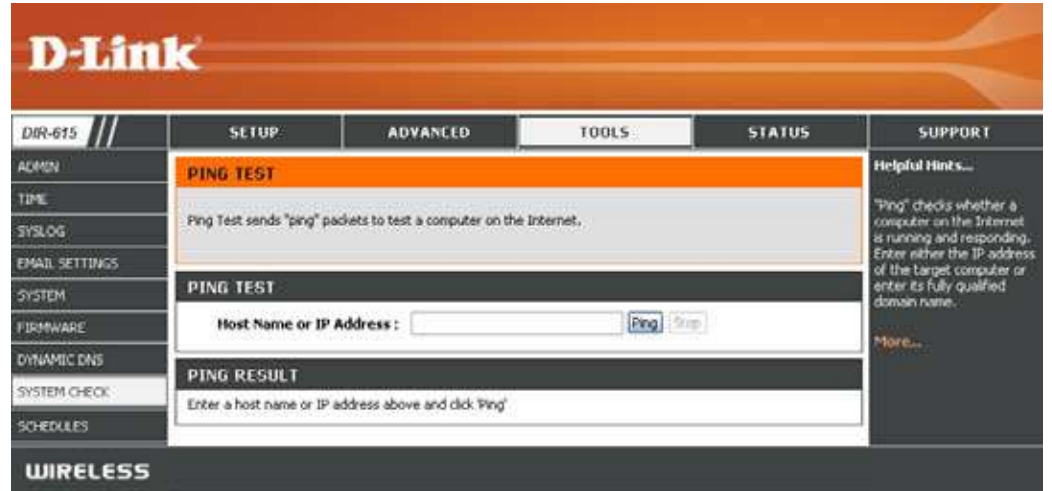 D-Link
DIR-615
SETUP
ADVANCED
TOOLS
STATUS
SUPPORT
ADMIN
TIME
SYSLOG
EMAIL SETTINGS
SYSTEM
FIRMWARE
DYNAMIC DNS
SYSTEM CHECK
SCHEDULES
PING TEST
Ping Test sends "ping" packets to test a computer on the Internet.
PING TEST
Host Name or IP Address :
Ping
Stop
PING RESULT
Enter a host name or IP address above and click 'Ping'
Helpful Hints...
"Ping" checks whether a
computer on the Internet
is running and responding.
Enter either the IP address
of the target computer or
enter its fully qualified
domain name.
More...
WIRELESS